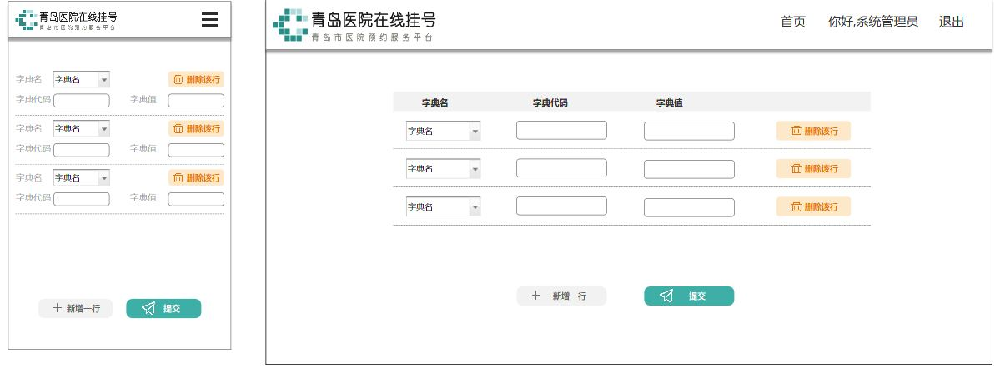 青岛医院在线挂号
青岛市医院预约服务平台
字典名 字典名 删除该行
字典代码 字典值
字典名 字典名 删除该行
字典代码 字典值
字典名 字典名 删除该行
字典代码 字典值
新增一行 提交
青岛医院在线挂号
青岛市医院预约服务平台
首页 你好,系统管理员 退出
字典名 字典代码 字典值
字典名 删除该行
字典名 删除该行
字典名 删除该行
新增一行 提交